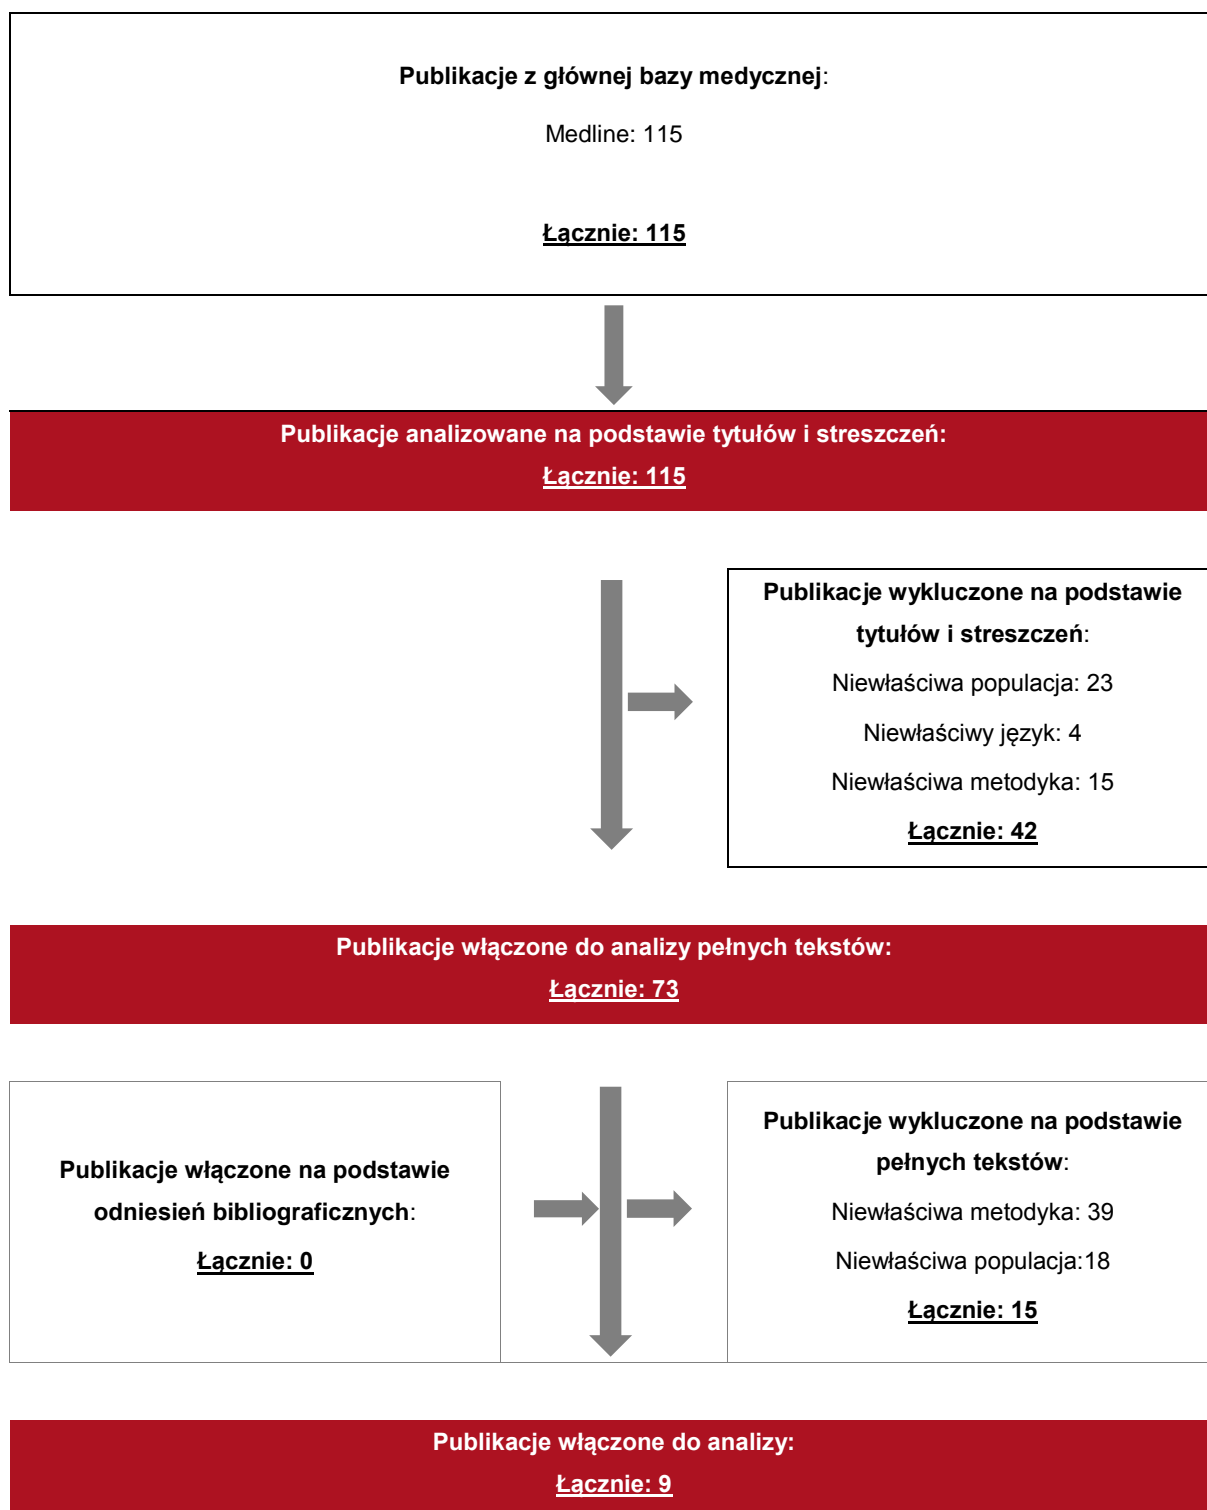 Publikacje z głównej bazy medycznej:
Medline: 115
Łącznie: 115
Publikacje analizowane na podstawie tytułów i streszczeń:
Łącznie: 115
Publikacje wykluczone na podstawie
tytułów i streszczeń:
Niewłaściwa populacja: 23
Niewłaściwy język: 4
Niewłaściwa metodyka: 15
Łącznie: 42
Publikacje włączone do analizy pełnych tekstów:
Łącznie: 73
Publikacje włączone na podstawie
odniesień bibliograficznych:
Łącznie: 0
Publikacje wykluczone na podstawie
pełnych tekstów:
Niewłaściwa metodyka: 39
Niewłaściwa populacja:18
Łącznie: 15
Publikacje włączone do analizy:
Łącznie: 9